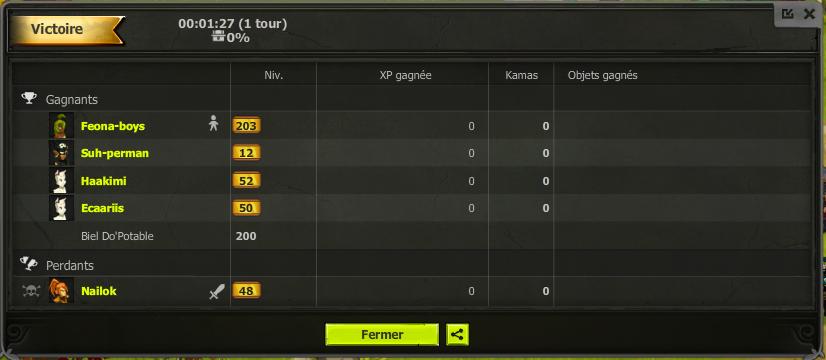 Victoire
00:01:27 (1 tour)
0%
Niv. XP gagnée Kamas Objets gagnés
Gagnants
Feona-boys 203 0 0
Suh-perman 12 0 0
Haakimi 52 0 0
Ecaariis 50 0 0
Biel Do'Potable 200
Perdants
Nailok 48 0 0
Fermer